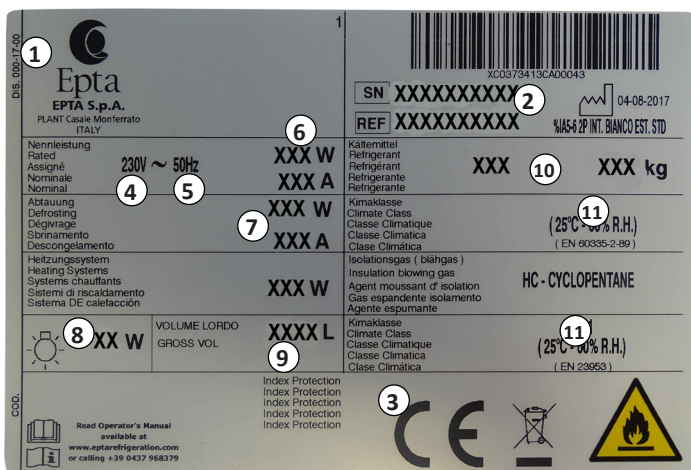 1
1
DIS. 000-17-00
Epta
EPTA S.p.A.
PLANT Casale Monferrato
ITALY
XC0373413CA00043
SN XXXXXXXXXX
2
REF XXXXXXXXXX
04-08-2017
%IA5-6 2P INT. BIANCO EST. STD
Nennleistung
Rated
Assigné
Nominale
Nominal
230V ~ 50Hz
4
5
6
XXX W
XXX A
Kältemittel
Refrigerant
Refrigérant
Refrigerante
Refrigerante
XXX
10
XXX kg
Abtauung
Defrosting
Dégivrage
Sbrinamento
Descongelamento
7
XXX W
XXX A
Kimaklasse
Climate Class
Classe Climatique
Classe Climatica
Clase Climática
11
(25°C - 60% R.H.)
( EN 60335-2-89 )
Heitzungssystem
Heating Systems
Systems chauffants
Sistemi di riscaldamento
Sistema DE calefacción
XXX W
Isolationsgas ( blähgas )
Insulation blowing gas
Agent moussant d' isolation
Gas espandente isolamento
Agente espumante
HC - CYCLOPENTANE
8
XX W
VOLUME LORDO
GROSS VOL
XXXX L
9
Kimaklasse
Climate Class
Classe Climatique
Classe Climatica
Clase Climática
11
(25°C - 60% R.H.)
( EN 23953 )
COD.
Index Protection
Index Protection
Index Protection
Index Protection
Index Protection
3
CE
Read Operator's Manual
available at
www.eptarefrigeration.com
or calling +39 0437 968379
i